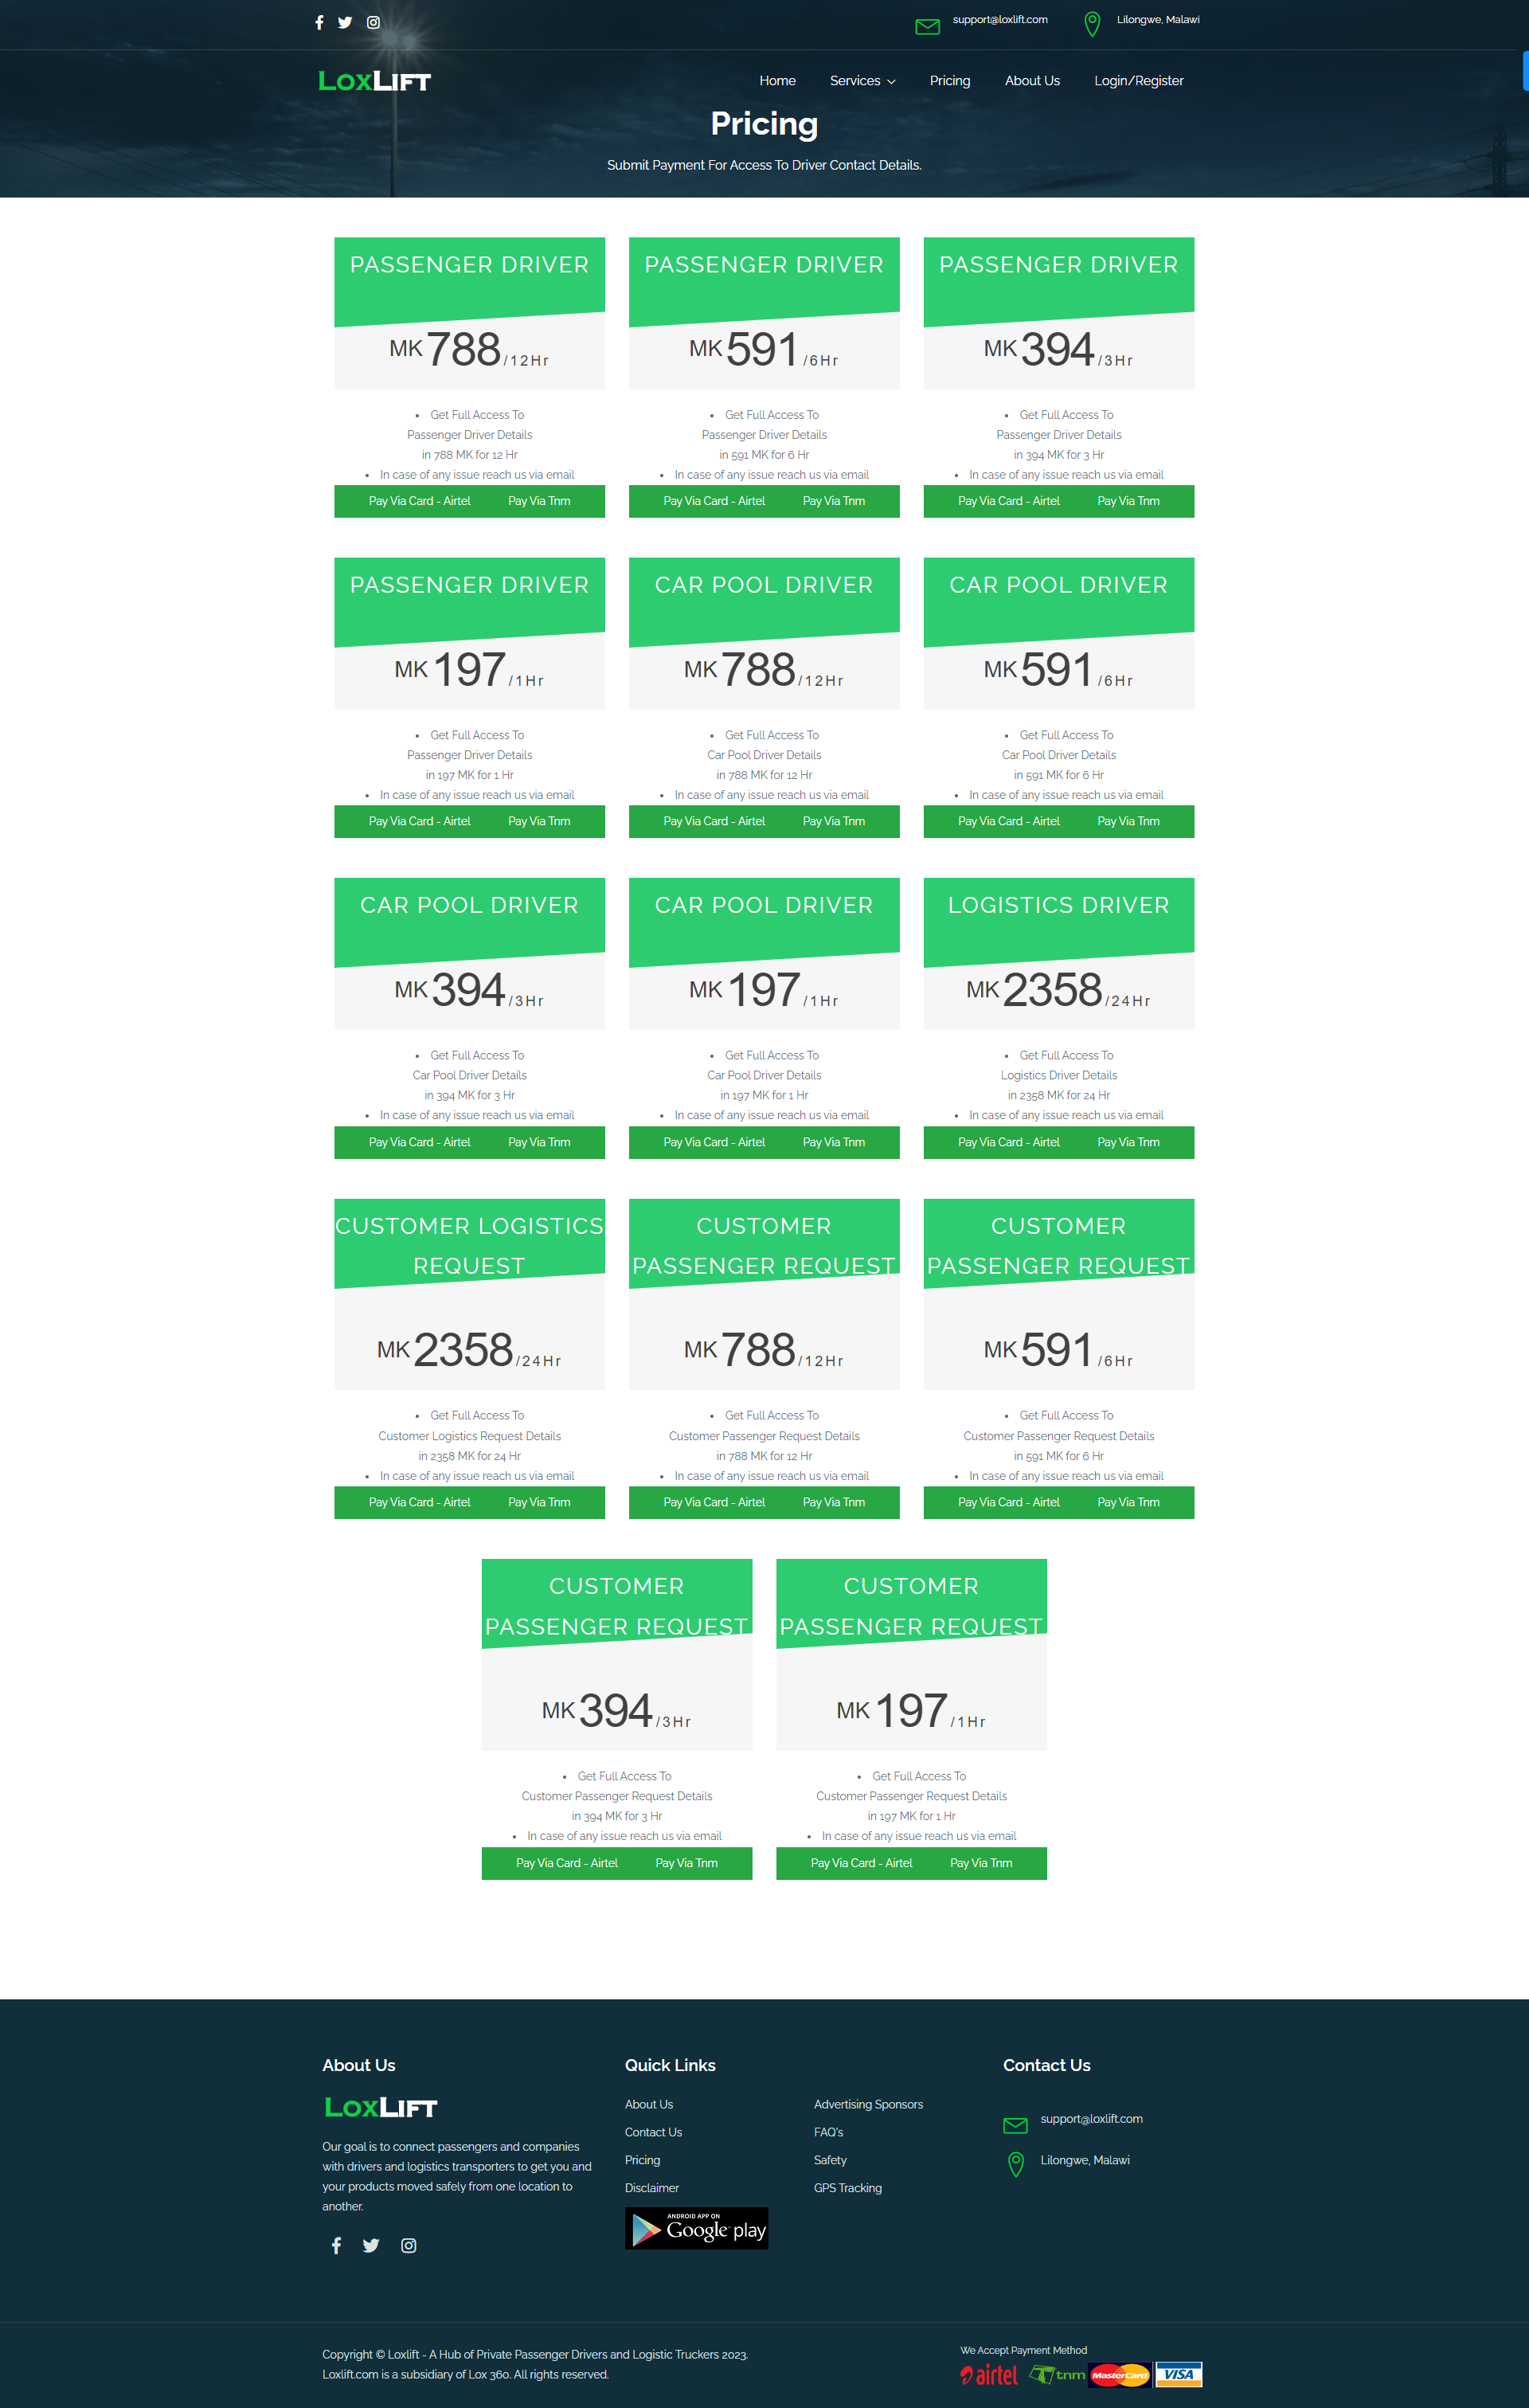 support@loxlift.com
Lilongwe, Malawi
LOXLIFT
Home Services Pricing About Us Login/Register
Pricing
Submit Payment For Access To Driver Contact Details.
PASSENGER DRIVER
MK 788 /12Hr
Get Full Access To
Passenger Driver Details
in 788 MK for 12 Hr
In case of any issue reach us via email
Pay Via Card - Airtel Pay Via Tnm
PASSENGER DRIVER
MK 591 /6Hr
Get Full Access To
Passenger Driver Details
in 591 MK for 6 Hr
In case of any issue reach us via email
Pay Via Card - Airtel Pay Via Tnm
PASSENGER DRIVER
MK 394 /3Hr
Get Full Access To
Passenger Driver Details
in 394 MK for 3 Hr
In case of any issue reach us via email
Pay Via Card - Airtel Pay Via Tnm
PASSENGER DRIVER
MK 197 /1Hr
Get Full Access To
Passenger Driver Details
in 197 MK for 1 Hr
In case of any issue reach us via email
Pay Via Card - Airtel Pay Via Tnm
CAR POOL DRIVER
MK 788 /12Hr
Get Full Access To
Car Pool Driver Details
in 788 MK for 12 Hr
In case of any issue reach us via email
Pay Via Card - Airtel Pay Via Tnm
CAR POOL DRIVER
MK 591 /6Hr
Get Full Access To
Car Pool Driver Details
in 591 MK for 6 Hr
In case of any issue reach us via email
Pay Via Card - Airtel Pay Via Tnm
CAR POOL DRIVER
MK 394 /3Hr
Get Full Access To
Car Pool Driver Details
in 394 MK for 3 Hr
In case of any issue reach us via email
Pay Via Card - Airtel Pay Via Tnm
CAR POOL DRIVER
MK 197 /1Hr
Get Full Access To
Car Pool Driver Details
in 197 MK for 1 Hr
In case of any issue reach us via email
Pay Via Card - Airtel Pay Via Tnm
LOGISTICS DRIVER
MK 2358 /24Hr
Get Full Access To
Logistics Driver Details
in 2358 MK for 24 Hr
In case of any issue reach us via email
Pay Via Card - Airtel Pay Via Tnm
CUSTOMER LOGISTICS
REQUEST
MK 2358 /24Hr
Get Full Access To
Customer Logistics Request Details
in 2358 MK for 24 Hr
In case of any issue reach us via email
Pay Via Card - Airtel Pay Via Tnm
CUSTOMER
PASSENGER REQUEST
MK 788 /12Hr
Get Full Access To
Customer Passenger Request Details
in 788 MK for 12 Hr
In case of any issue reach us via email
Pay Via Card - Airtel Pay Via Tnm
CUSTOMER
PASSENGER REQUEST
MK 591 /6Hr
Get Full Access To
Customer Passenger Request Details
in 591 MK for 6 Hr
In case of any issue reach us via email
Pay Via Card - Airtel Pay Via Tnm
CUSTOMER
PASSENGER REQUEST
MK 394 /3Hr
Get Full Access To
Customer Passenger Request Details
in 394 MK for 3 Hr
In case of any issue reach us via email
Pay Via Card - Airtel Pay Via Tnm
CUSTOMER
PASSENGER REQUEST
MK 197 /1Hr
Get Full Access To
Customer Passenger Request Details
in 197 MK for 1 Hr
In case of any issue reach us via email
Pay Via Card - Airtel Pay Via Tnm
About Us
LOXLIFT
Our goal is to connect passengers and companies
with drivers and logistics transporters to get you and
your products moved safely from one location to
another.
Quick Links
About Us
Contact Us
Pricing
Disclaimer
ANDROID APP ON
Google play
Advertising Sponsors
FAQ's
Safety
GPS Tracking
Contact Us
support@loxlift.com
Lilongwe, Malawi
Copyright © Loxlift - A Hub of Private Passenger Drivers and Logistic Truckers 2023.
Loxlift.com is a subsidiary of Lox 360. All rights reserved.
We Accept Payment Method
airtel tnm MasterCard VISA